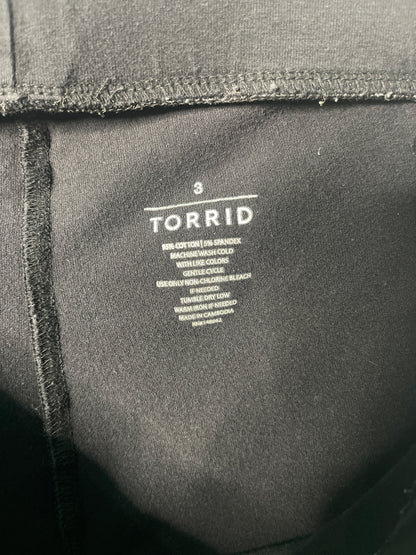 3
TORRID
95% COTTON | 5% SPANDEX
MACHINE WASH COLD
WITH LIKE COLORS
GENTLE CYCLE
USE ONLY NON-CHLORINE BLEACH
IF NEEDED
TUMBLE DRY LOW
WARM IRON IF NEEDED
MADE IN CAMBODIA